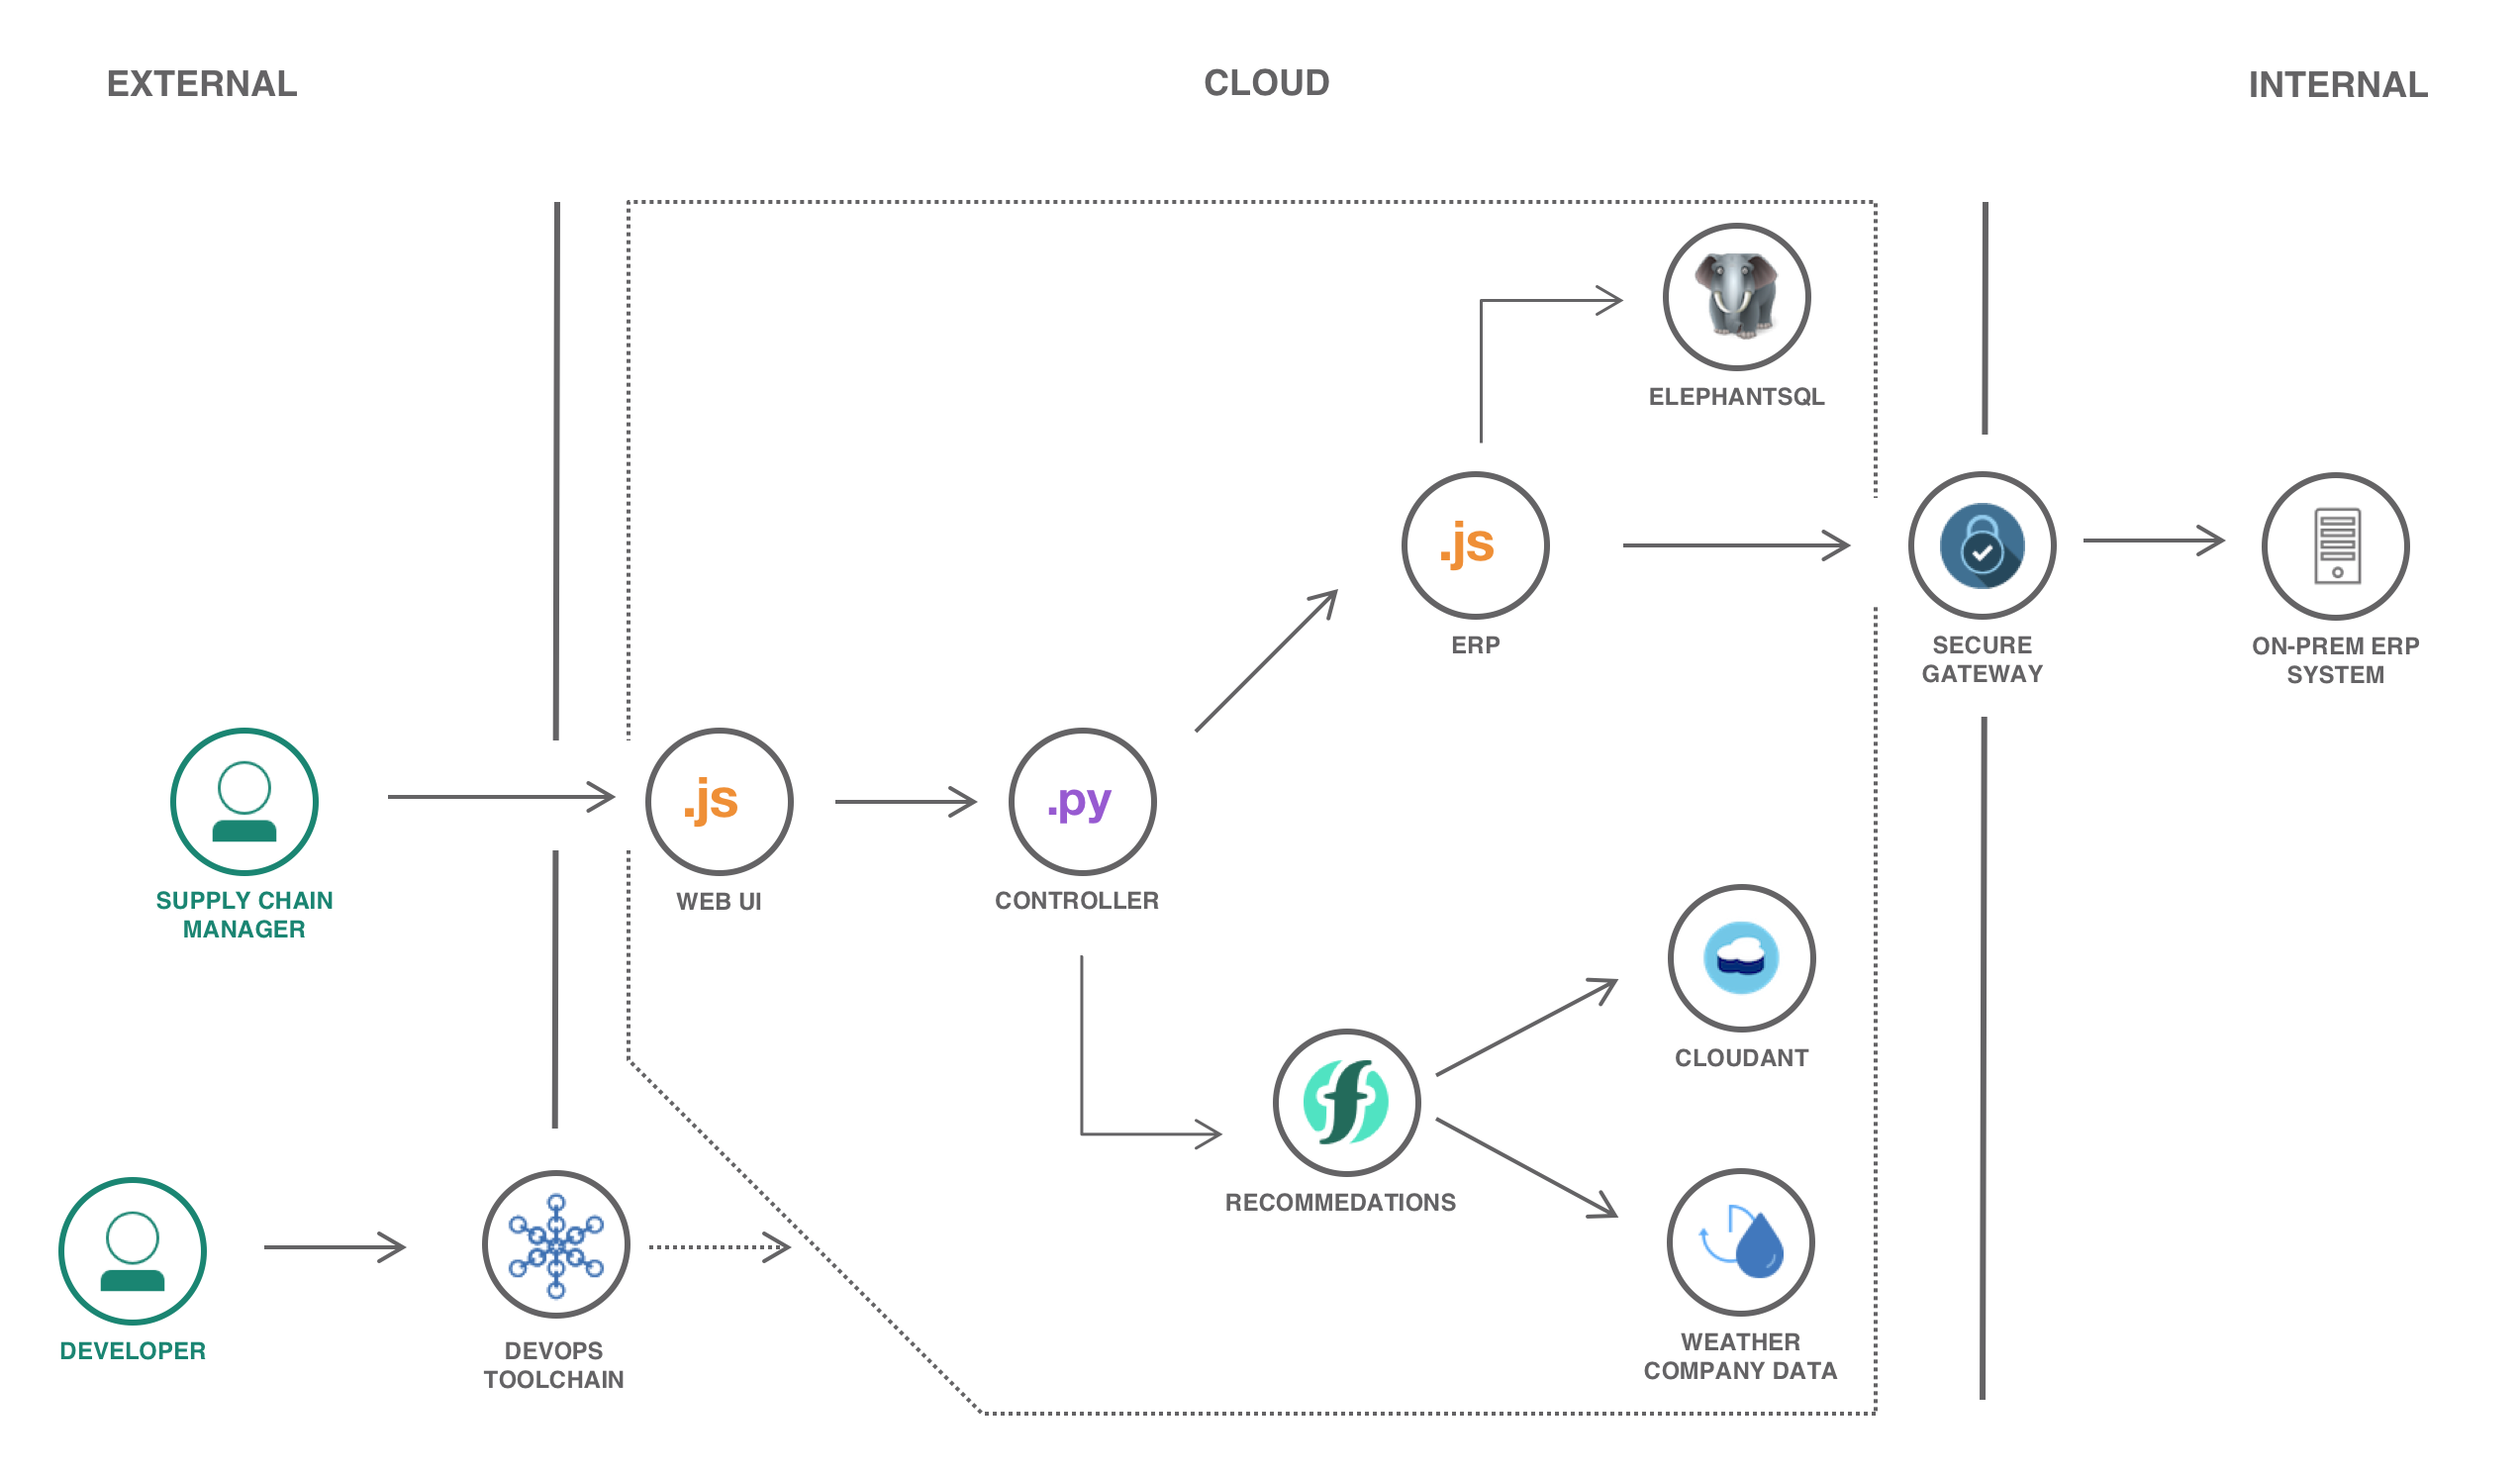 EXTERNAL
CLOUD
INTERNAL
ELEPHANTSQL
.js
ERP
SECURE
GATEWAY
ON-PREM ERP
SYSTEM
SUPPLY CHAIN
MANAGER
.js
WEB UI
.py
CONTROLLER
CLOUDANT
RECOMMEDATIONS
WEATHER
COMPANY DATA
DEVELOPER
DEVOPS
TOOLCHAIN